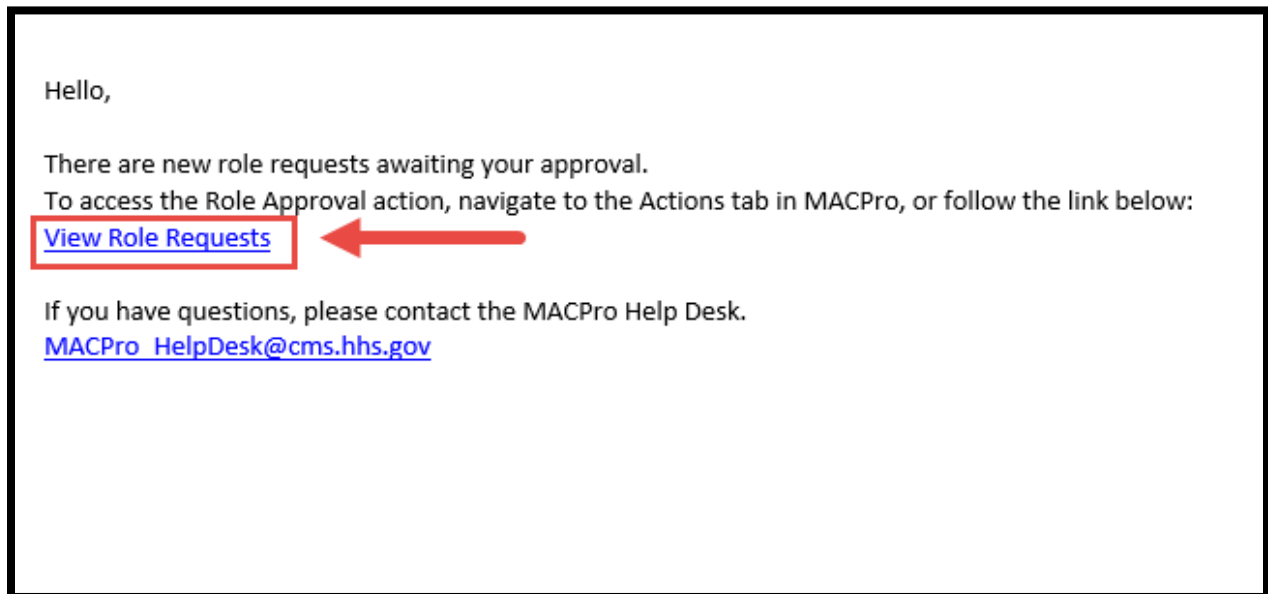 Hello,
There are new role requests awaiting your approval.
To access the Role Approval action, navigate to the Actions tab in MACPro, or follow the link below:
View Role Requests
If you have questions, please contact the MACPro Help Desk.
MACPro_HelpDesk@cms.hhs.gov